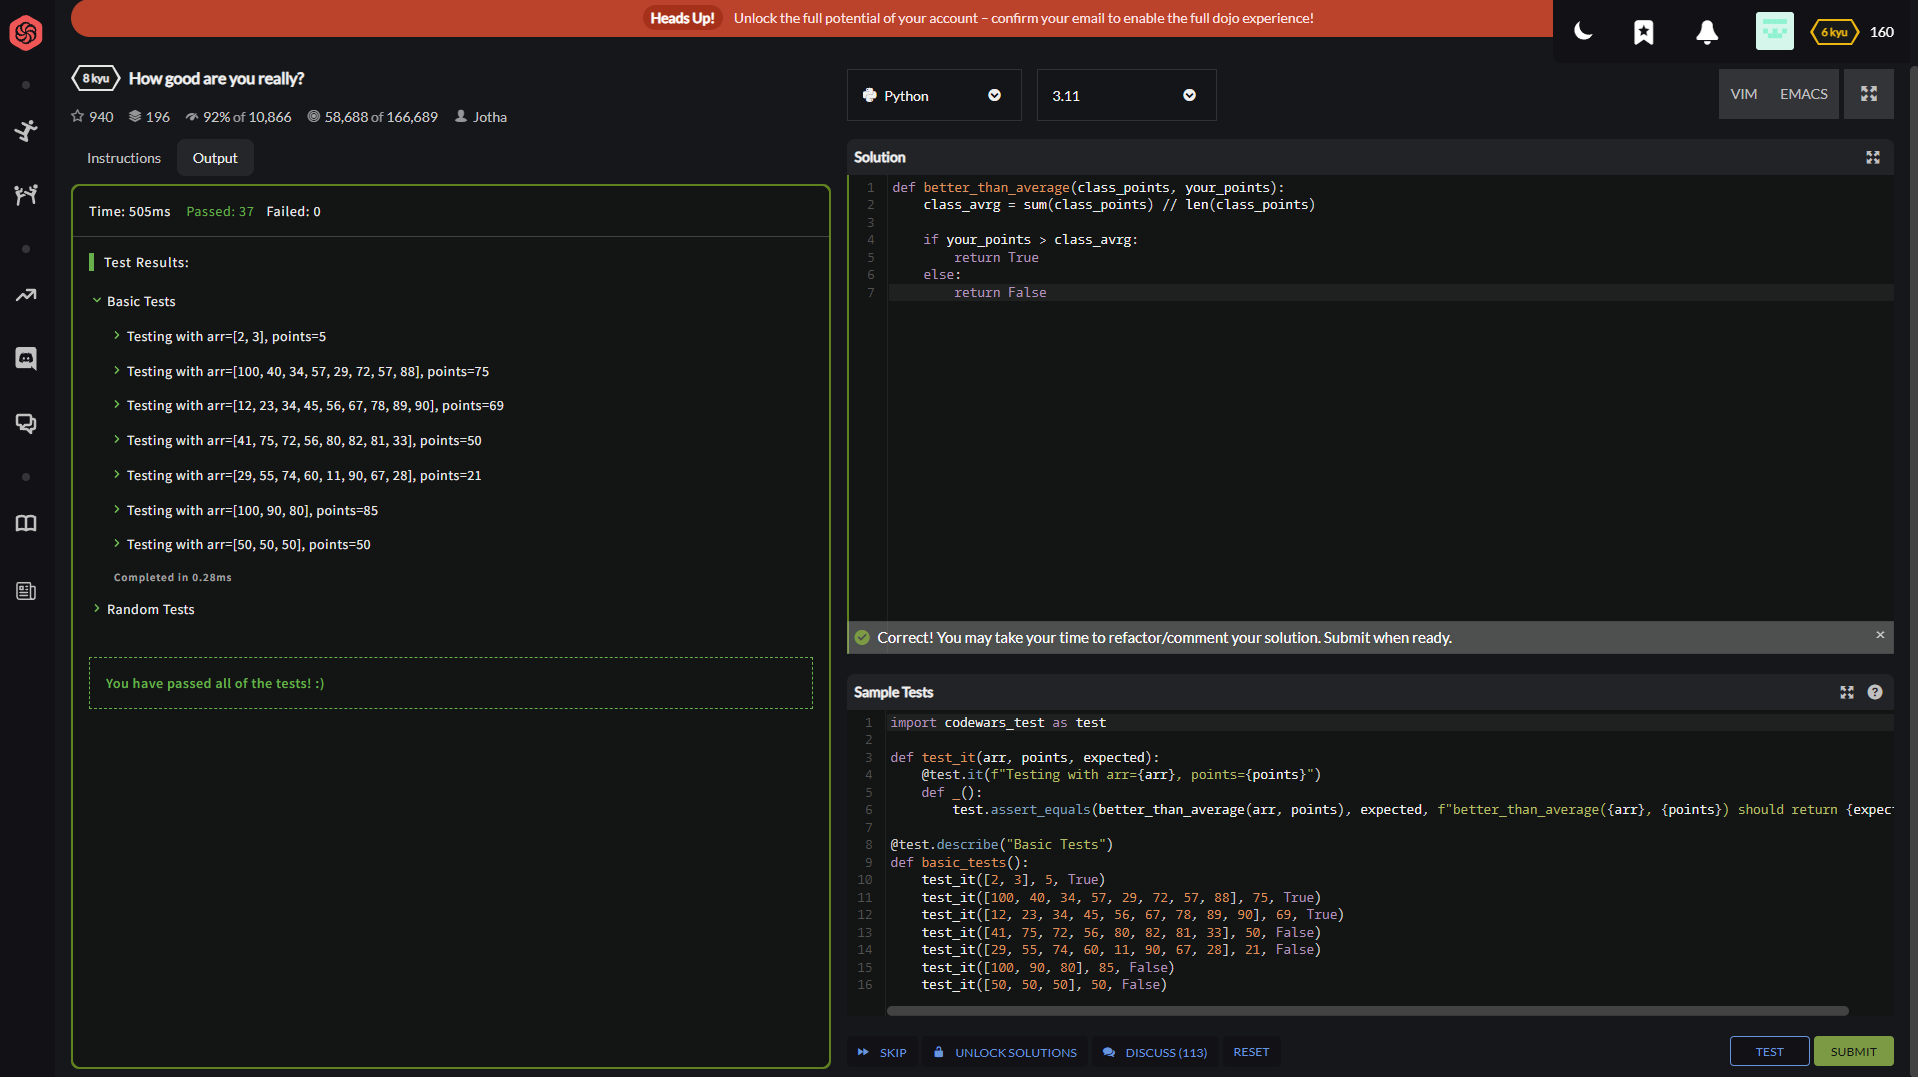 Heads Up! Unlock the full potential of your account – confirm your email to enable the full dojo experience!
6 kyu 160
8 kyu How good are you really?
940 196 92% of 10,866 58,688 of 166,689 Jotha
Instructions Output
Time: 505ms Passed: 37 Failed: 0
Test Results:
Basic Tests
Testing with arr=[2, 3], points=5
Testing with arr=[100, 40, 34, 57, 29, 72, 57, 88], points=75
Testing with arr=[12, 23, 34, 45, 56, 67, 78, 89, 90], points=69
Testing with arr=[41, 75, 72, 56, 80, 82, 81, 33], points=50
Testing with arr=[29, 55, 74, 60, 11, 90, 67, 28], points=21
Testing with arr=[100, 90, 80], points=85
Testing with arr=[50, 50, 50], points=50
Completed in 0.28ms
Random Tests
You have passed all of the tests! :)
Python 3.11 VIM EMACS
Solution
1 def better_than_average(class_points, your_points):
2     class_avrg = sum(class_points) // len(class_points)
3
4     if your_points > class_avrg:
5         return True
6     else:
7         return False
Correct! You may take your time to refactor/comment your solution. Submit when ready. ×
Sample Tests ?
1 import codewars_test as test
2
3 def test_it(arr, points, expected):
4     @test.it(f"Testing with arr={arr}, points={points}")
5     def _():
6         test.assert_equals(better_than_average(arr, points), expected, f"better_than_average({arr}, {points}) should return {expec
7
8 @test.describe("Basic Tests")
9 def basic_tests():
10     test_it([2, 3], 5, True)
11     test_it([100, 40, 34, 57, 29, 72, 57, 88], 75, True)
12     test_it([12, 23, 34, 45, 56, 67, 78, 89, 90], 69, True)
13     test_it([41, 75, 72, 56, 80, 82, 81, 33], 50, False)
14     test_it([29, 55, 74, 60, 11, 90, 67, 28], 21, False)
15     test_it([100, 90, 80], 85, False)
16     test_it([50, 50, 50], 50, False)
SKIP UNLOCK SOLUTIONS DISCUSS (113) RESET TEST SUBMIT